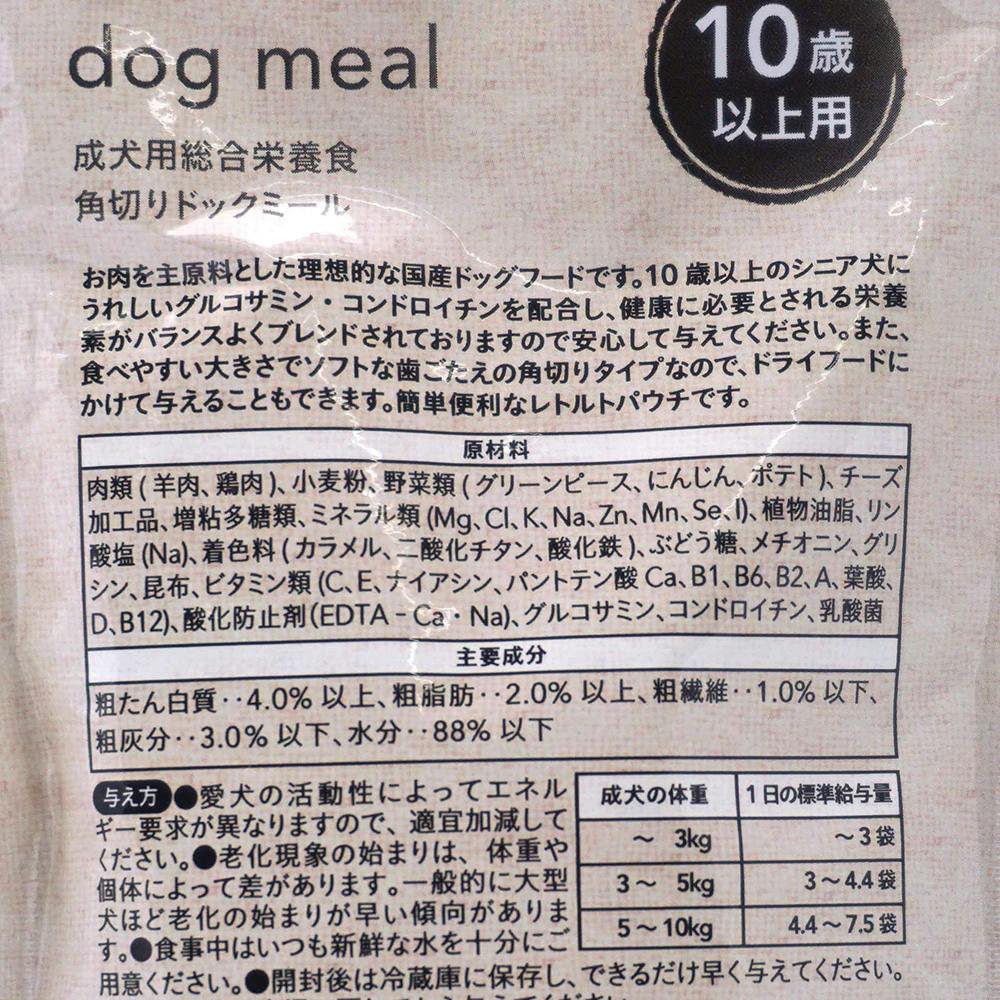 dog meal
10歳
以上用
成犬用総合栄養食
角切りドックミール
お肉を主原料とした理想的な国産ドッグフードです。10 歳以上のシニア犬に
うれしいグルコサミン・コンドロイチンを配合し、健康に必要とされる栄養
素がバランスよくブレンドされておりますので安心して与えてください。また、
食べやすい大きさでソフトな歯ごたえの角切りタイプなので、ドライフードに
かけて与えることもできます。簡単便利なレトルトパウチです。
原材料
肉類 ( 羊肉、鶏肉 )、小麦粉、野菜類 ( グリーンピース、にんじん、ポテト )、チーズ
加工品、増粘多糖類、ミネラル類 (Mg、Cl、K、Na、Zn、Mn、Se、I)、植物油脂、リン
酸塩 (Na)、着色料 ( カラメル、二酸化チタン、酸化鉄 )、ぶどう糖、メチオニン、グリ
シン、昆布、ビタミン類 (C、E、ナイアシン、パントテン酸 Ca、B1、B6、B2、A、葉酸、
D、B12)、酸化防止剤(EDTA－Ca・Na)、グルコサミン、コンドロイチン、乳酸菌
主要成分
粗たん白質‥4.0% 以上、粗脂肪‥2.0% 以上、粗繊維‥1.0% 以下、
粗灰分‥3.0% 以下、水分‥88% 以下
与え方 ●愛犬の活動性によってエネル
ギー要求が異なりますので、適宜加減して
ください。●老化現象の始まりは、体重や
個体によって差があります。一般的に大型
犬ほど老化の始まりが早い傾向がありま
す。●食事中はいつも新鮮な水を十分にご
用意ください。●開封後は冷蔵庫に保存し、できるだけ早く与えてください。
成犬の体重 1日の標準給与量
～ 3kg ～3袋
3～ 5kg 3～4.4袋
5～10kg 4.4～7.5袋